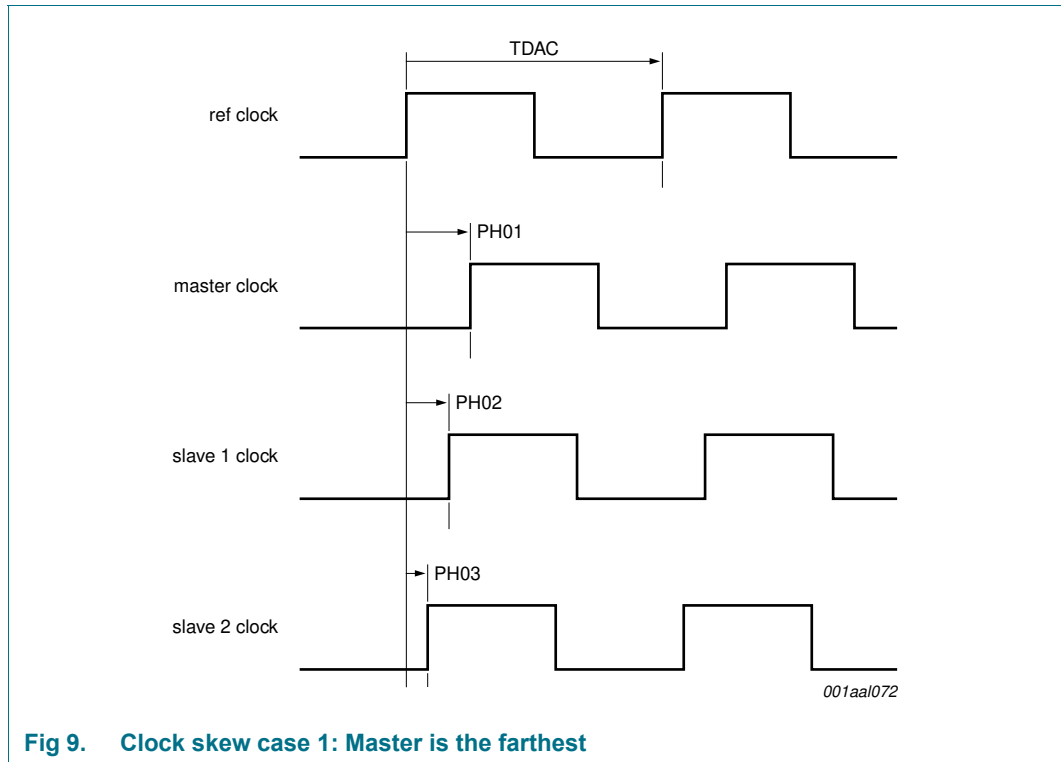 TDAC
ref clock
PH01
master clock
PH02
slave 1 clock
PH03
slave 2 clock
001aal072
Fig 9. Clock skew case 1: Master is the farthest